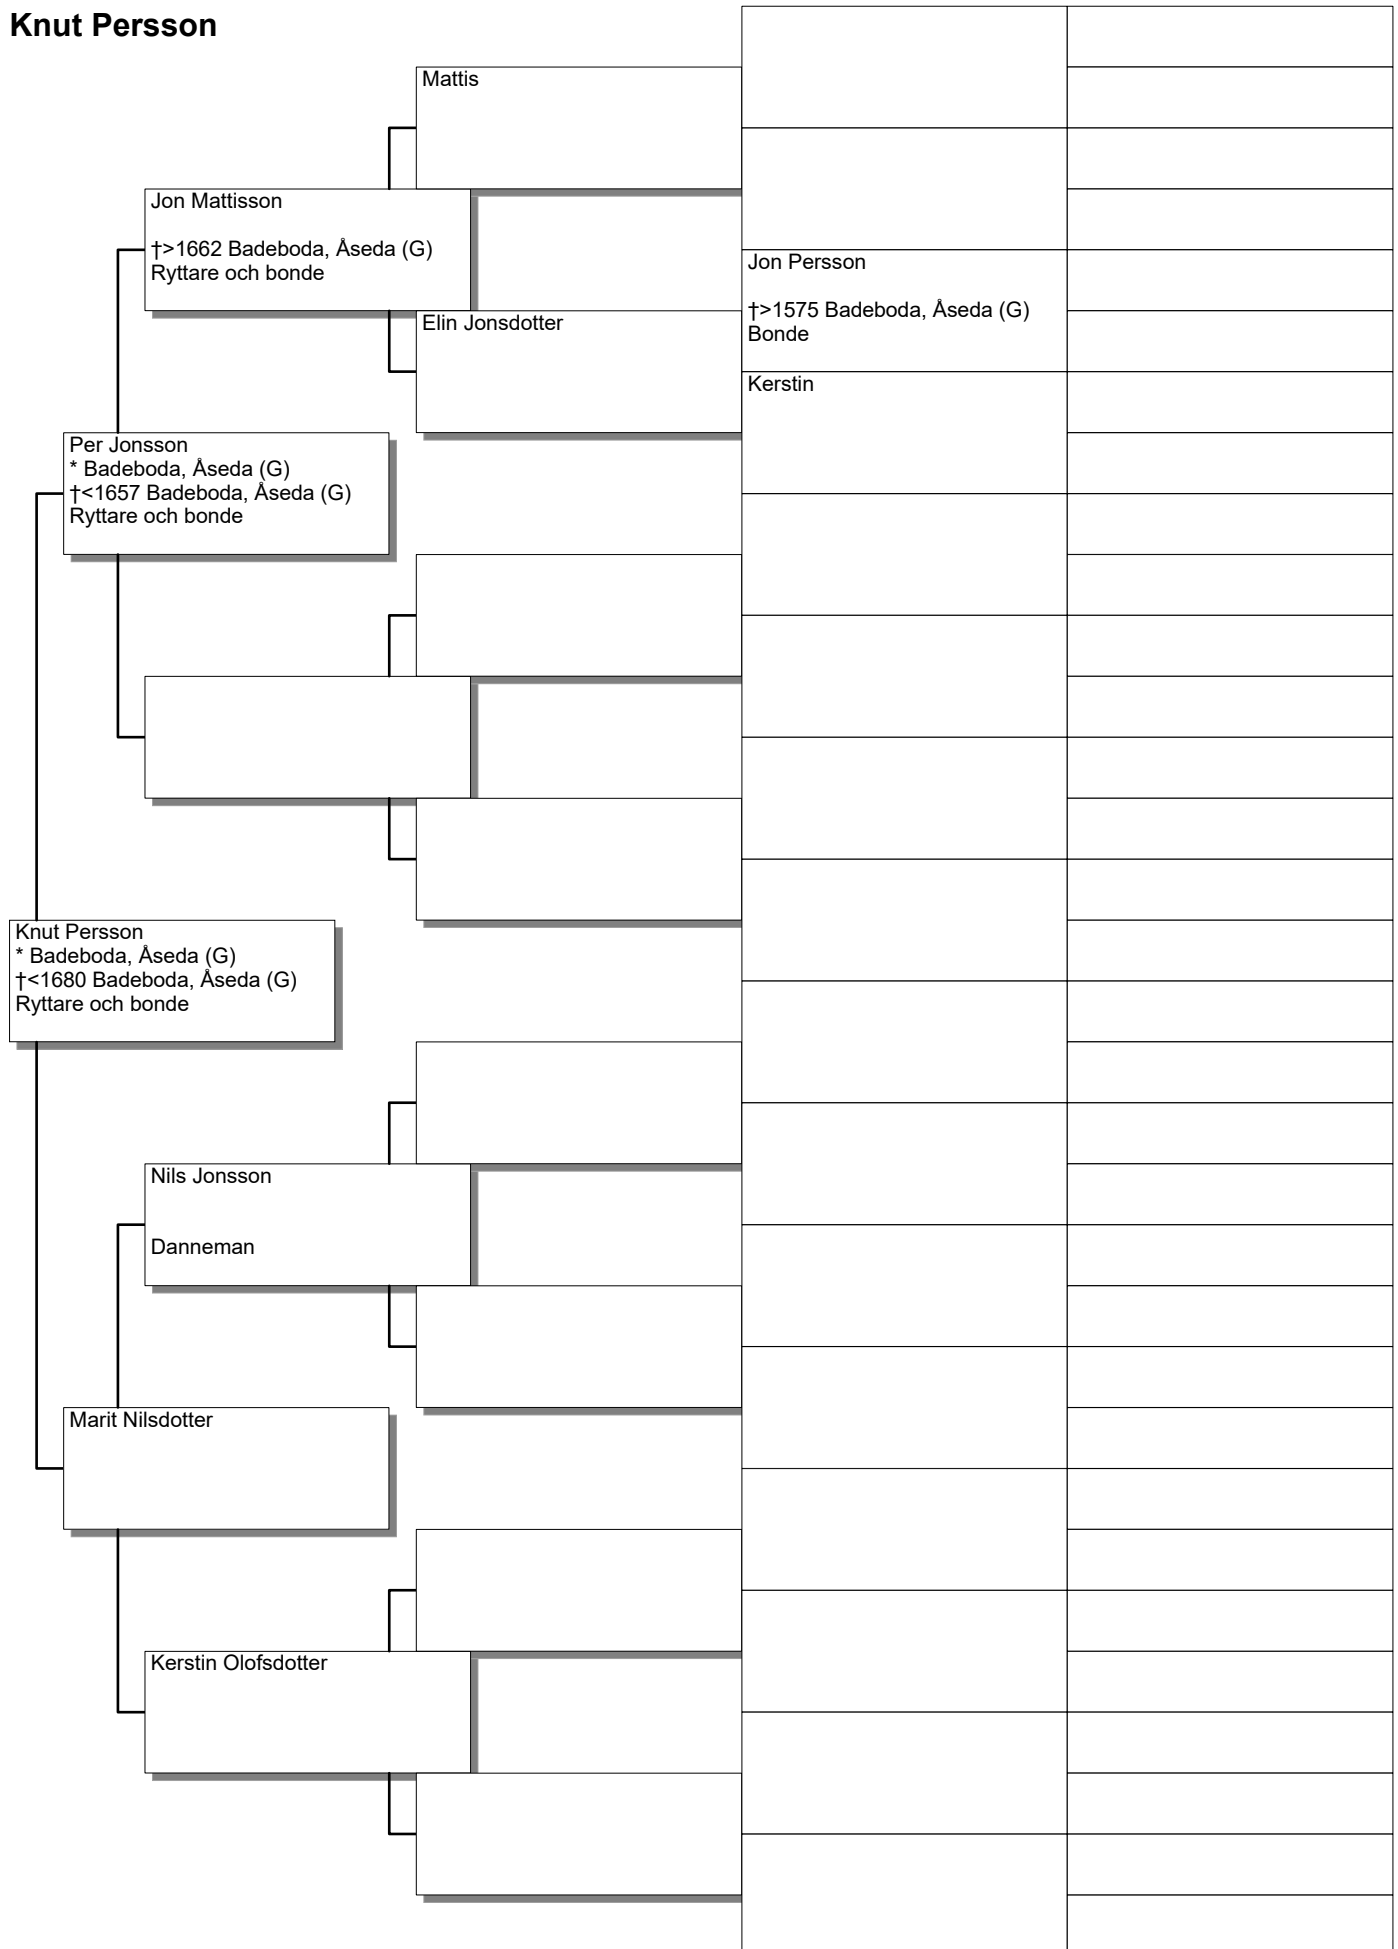 Knut Persson
Mattis
Jon Mattisson
†>1662 Badeboda, Åseda (G)
Ryttare och bonde
Jon Persson
†>1575 Badeboda, Åseda (G)
Bonde
Elin Jonsdotter
Kerstin
Per Jonsson
* Badeboda, Åseda (G)
†<1657 Badeboda, Åseda (G)
Ryttare och bonde
Knut Persson
* Badeboda, Åseda (G)
†<1680 Badeboda, Åseda (G)
Ryttare och bonde
Nils Jonsson
Danneman
Marit Nilsdotter
Kerstin Olofsdotter